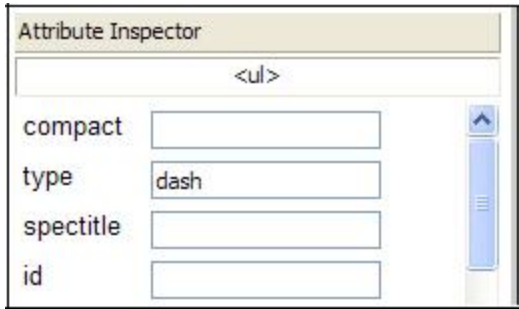 Attribute Inspector
<ul>
compact
type dash
spectitle
id